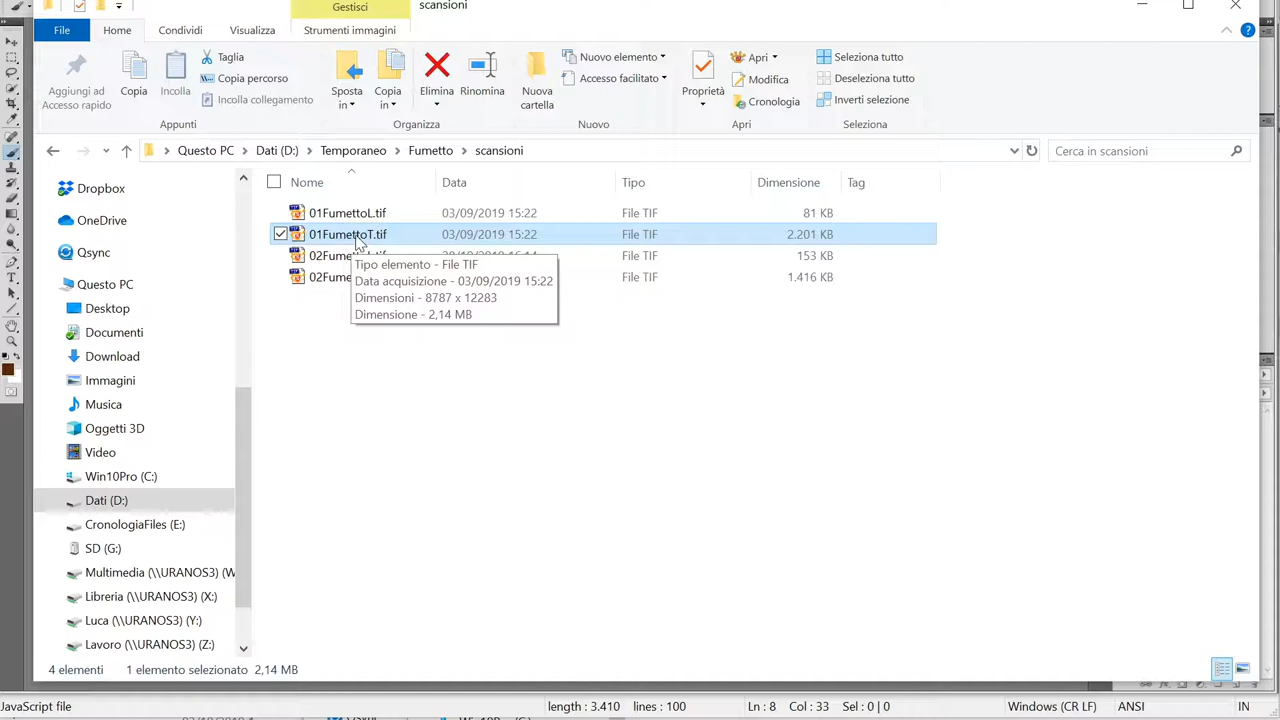 Gestisci
scansioni
File
Home
Condividi
Visualizza
Strumenti immagini
Aggiungi ad
Accesso rapido
Copia
Incolla
Taglia
Copia percorso
Incolla collegamento
Appunti
Sposta
in
Copia
in
Elimina
Rinomina
Organizza
Nuova
cartella
Nuovo elemento
Accesso facilitato
Nuovo
Proprietà
Apri
Modifica
Cronologia
Apri
Seleziona tutto
Deseleziona tutto
Inverti selezione
Seleziona
Questo PC
Dati (D:)
Temporaneo
Fumetto
scansioni
Cerca in scansioni
Nome
Data
Tipo
Dimensione
Tag
01FumettoL.tif
03/09/2019 15:22
File TIF
81 KB
01FumettoT.tif
03/09/2019 15:22
File TIF
2.201 KB
File TIF
153 KB
File TIF
1.416 KB
Tipo elemento - File TIF
Data acquisizione - 03/09/2019 15:22
Dimensioni - 8787 x 12283
Dimensione - 2,14 MB
Dropbox
OneDrive
Qsync
Questo PC
Desktop
Documenti
Download
Immagini
Musica
Oggetti 3D
Video
Win10Pro (C:)
Dati (D:)
CronologiaFiles (E:)
SD (G:)
Multimedia (\\URANOS3) (W
Libreria (\\URANOS3) (X:)
Luca (\\URANOS3) (Y:)
Lavoro (\\URANOS3) (Z:)
4 elementi
1 elemento selezionato 2,14 MB
JavaScript file
length : 3.410
lines : 100
Ln : 8
Col : 33
Sel : 0 | 0
Windows (CR LF)
ANSI
IN